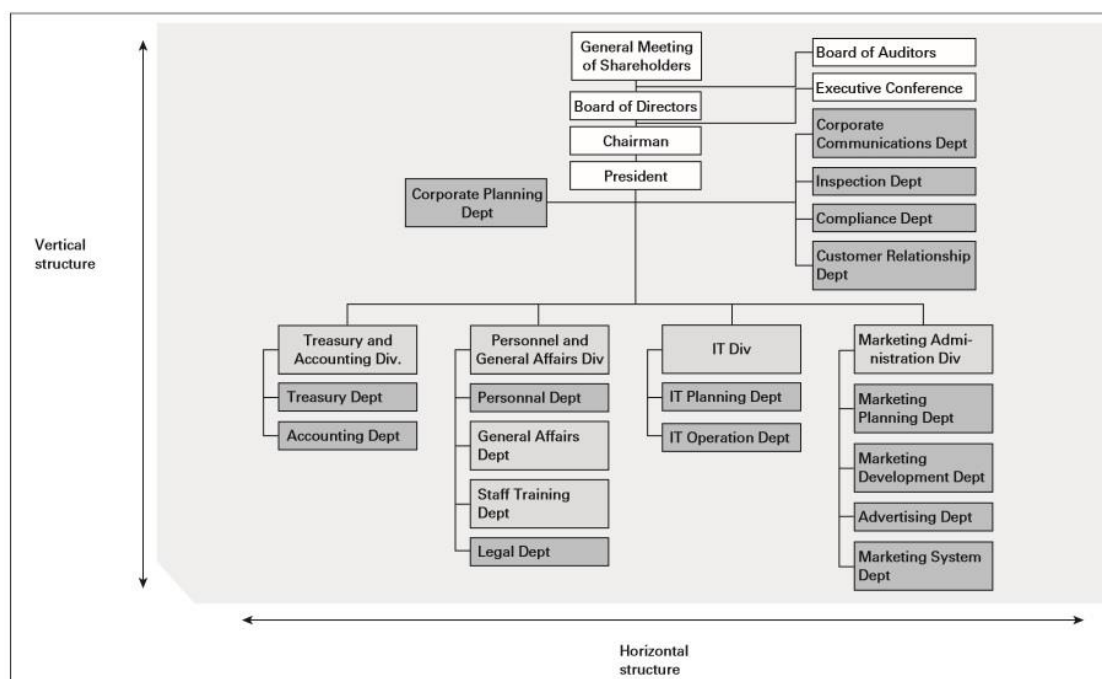 General Meeting
of Shareholders
Board of Auditors
Executive Conference
Board of Directors
Corporate
Communications Dept
Chairman
President
Inspection Dept
Corporate Planning
Dept
Compliance Dept
Customer Relationship
Dept
Vertical
structure
Treasury and
Accounting Div.
Treasury Dept
Accounting Dept
Personnel and
General Affairs Div
Personnal Dept
General Affairs
Dept
Staff Training
Dept
Legal Dept
IT Div
IT Planning Dept
IT Operation Dept
Marketing Admi-
nistration Div
Marketing
Planning Dept
Marketing
Development Dept
Advertising Dept
Marketing System
Dept
Horizontal
structure